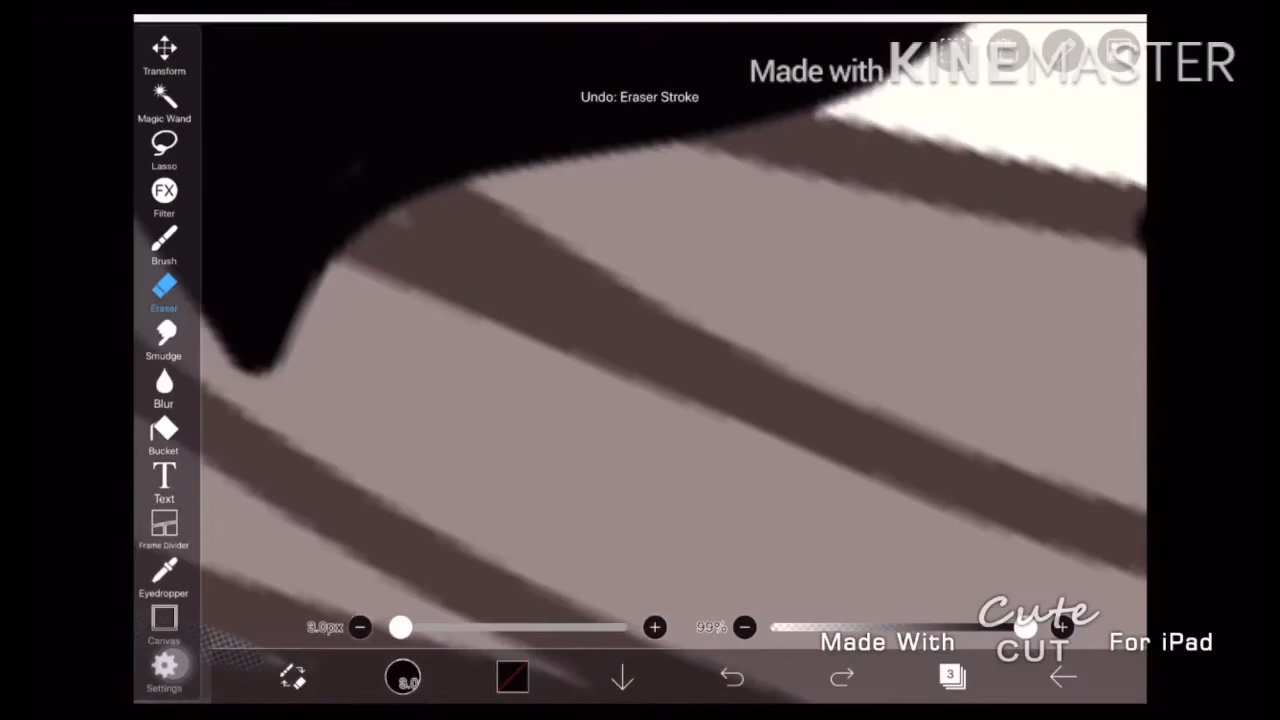 Transform
Magic Wand
Lasso
FX
Filter
Brush
Eraser
Smudge
Blur
Bucket
T
Text
Frame Divider
Eyedropper
Canvas
Settings
Made with KINEMASTER
Undo: Eraser Stroke
3.0px
99%
3.0
3
Made With Cute CUT For iPad